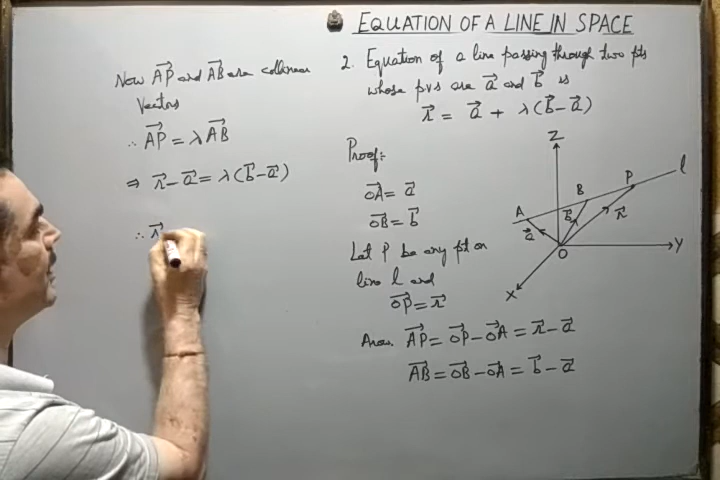 EQUATION OF A LINE IN SPACE
2. Equation of a line passing through two pts
whose pvs are a⃗ and b⃗ is
r⃗ = a⃗ + λ(b⃗-a⃗)
Proof:
OA⃗ = a⃗
OB⃗ = b⃗
Let P be any pt on
line l and
OP⃗ = r⃗
Z
l
P
B
A
a⃗
b⃗
r⃗
O
Y
X
AP⃗ = OP⃗ - OA⃗ = r⃗ - a⃗
AB⃗ = OB⃗ - OA⃗ = b⃗ - a⃗
Now AP⃗ and AB⃗ are collinear
vectors
∴ AP⃗ = λAB⃗
⇒ r⃗-a⃗ = λ(b⃗-a⃗)
∴ r⃗